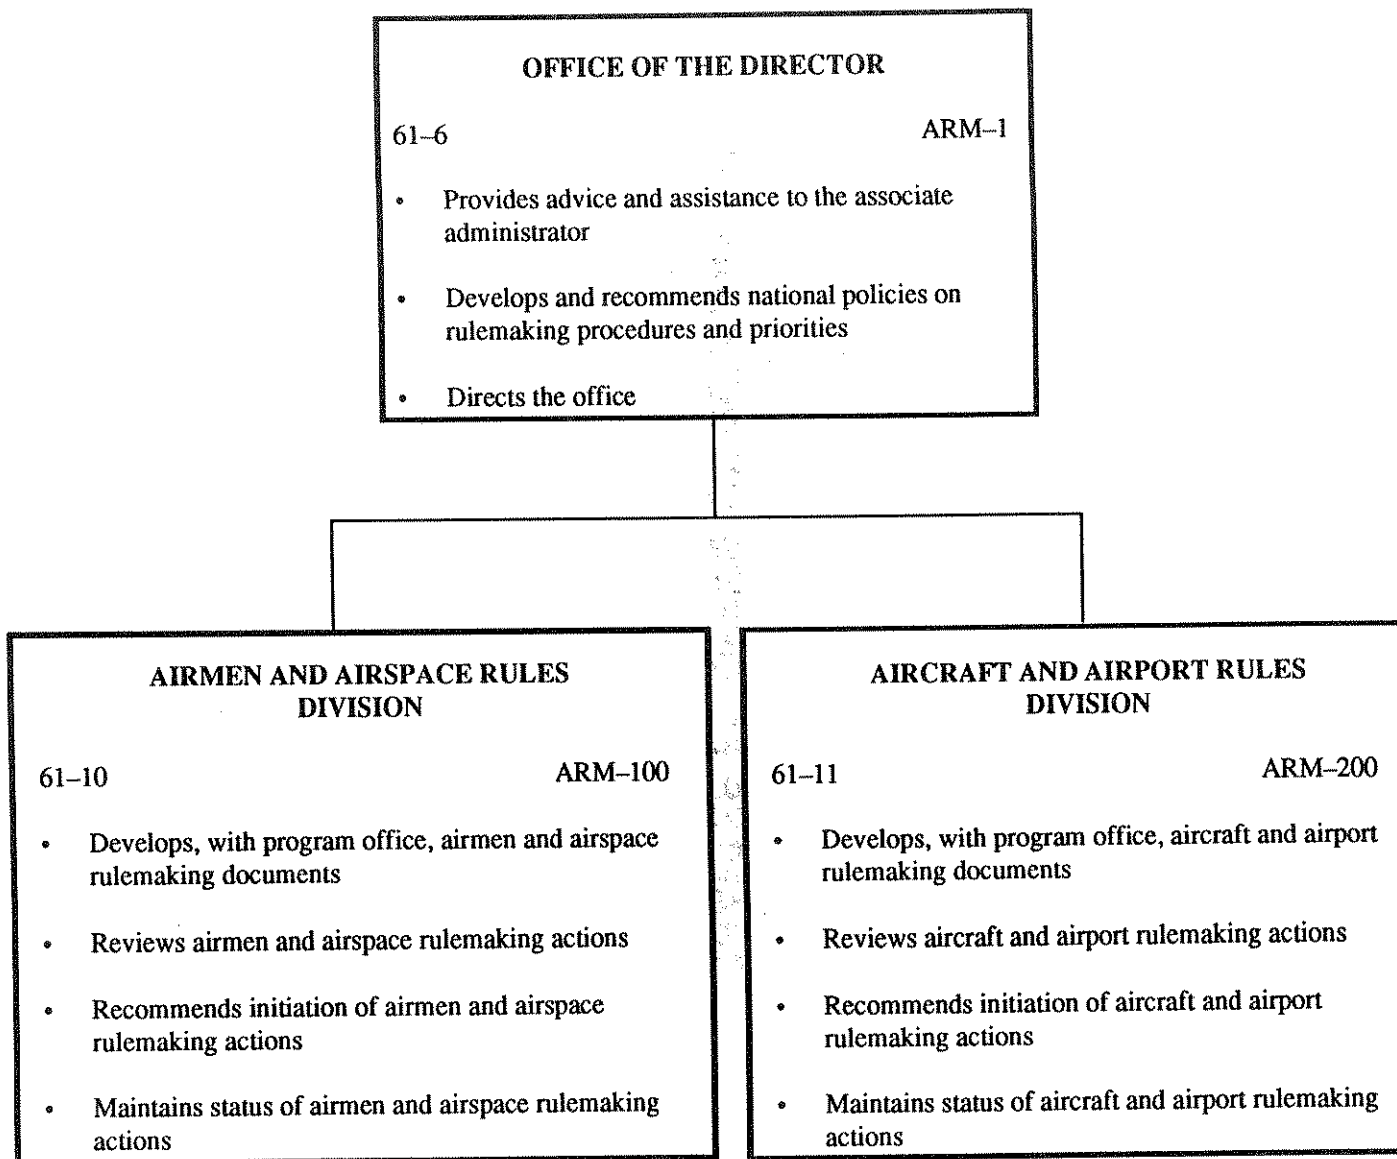 OFFICE OF THE DIRECTOR
61–6 ARM–1
• Provides advice and assistance to the associate
administrator
• Develops and recommends national policies on
rulemaking procedures and priorities
• Directs the office
AIRMEN AND AIRSPACE RULES
DIVISION
61–10 ARM–100
• Develops, with program office, airmen and airspace
rulemaking documents
• Reviews airmen and airspace rulemaking actions
• Recommends initiation of airmen and airspace
rulemaking actions
• Maintains status of airmen and airspace rulemaking
actions
AIRCRAFT AND AIRPORT RULES
DIVISION
61–11 ARM–200
• Develops, with program office, aircraft and airport
rulemaking documents
• Reviews aircraft and airport rulemaking actions
• Recommends initiation of aircraft and airport
rulemaking actions
• Maintains status of aircraft and airport rulemaking
actions